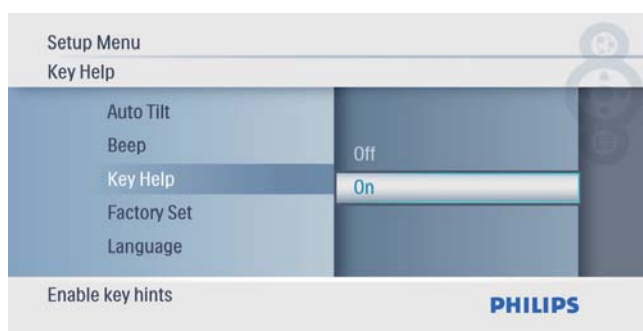 Setup Menu
Key Help
Auto Tilt
Beep
Key Help
Factory Set
Language
Off
On
Enable key hints
PHILIPS